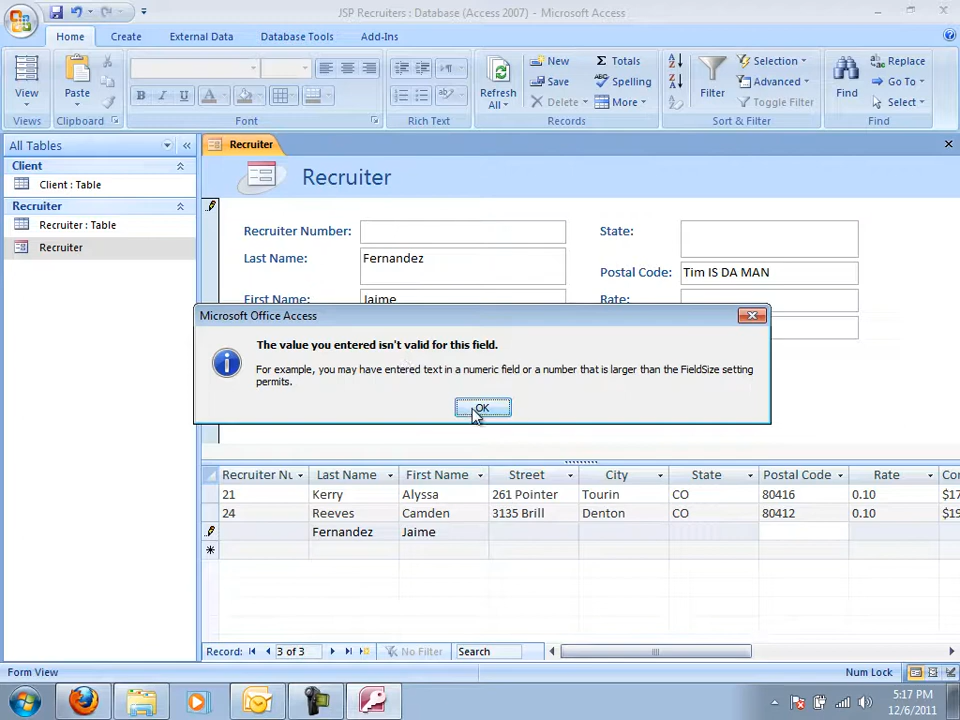 JSP Recruiters : Database (Access 2007) - Microsoft Access
Home Create External Data Database Tools Add-Ins
View Paste Refresh All New Save Delete Totals Spelling More Filter Selection Advanced Toggle Filter Find Replace Go To Select
B I U A
Views Clipboard Font Rich Text Records Sort & Filter Find
All Tables
Client
Client : Table
Recruiter
Recruiter : Table
Recruiter
Recruiter
Recruiter
Recruiter Number:
State:
Last Name: Fernandez
Postal Code: Tim IS DA MAN
First Name: Jaime
Rate:
Microsoft Office Access
The value you entered isn't valid for this field.
For example, you may have entered text in a numeric field or a number that is larger than the FieldSize setting
permits.
OK
Recruiter Nu Last Name First Name Street City State Postal Code Rate
21 Kerry Alyssa 261 Pointer Tourin CO 80416 0.10
24 Reeves Camden 3135 Brill Denton CO 80412 0.10
Fernandez Jaime
Record: 3 of 3 No Filter Search
Form View Num Lock
5:17 PM
12/6/2011